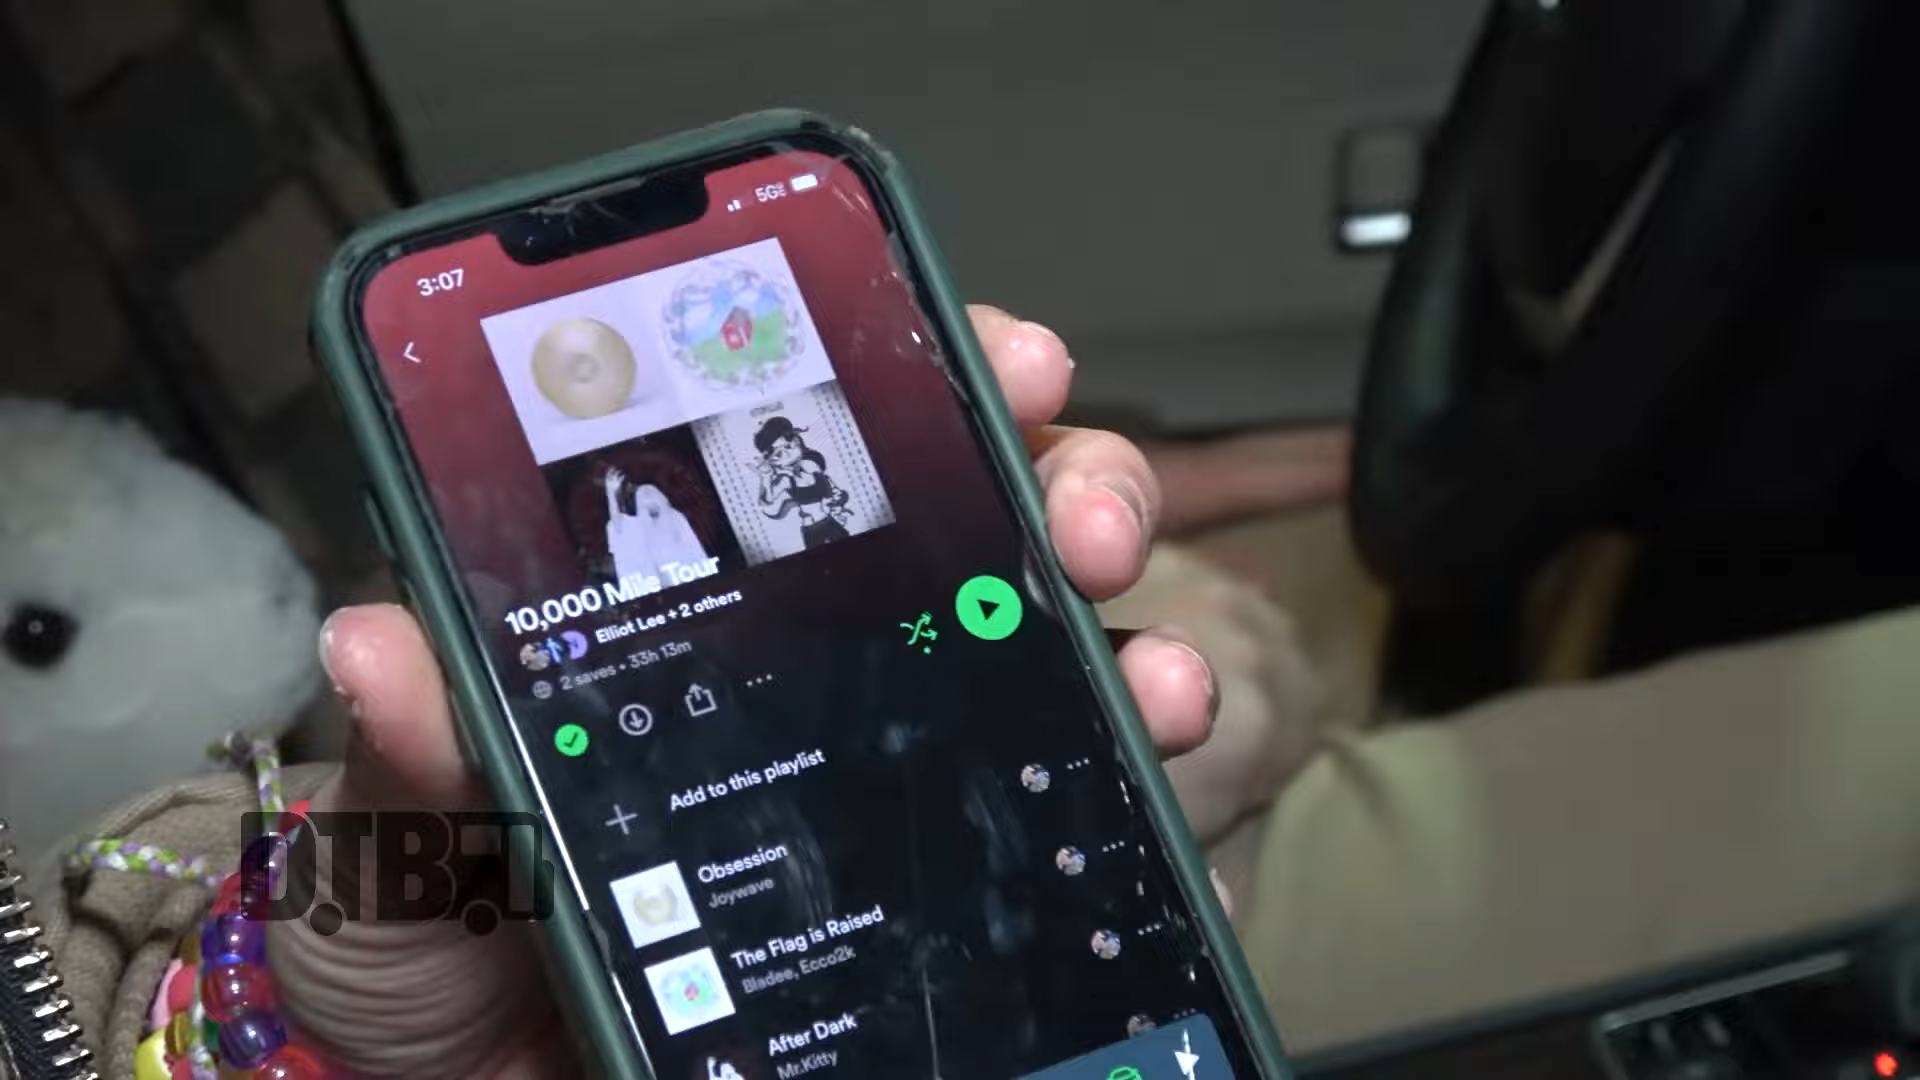 5G
3:07
10,000 Mile Tour
Elliot Lee + 2 others
2 saves • 33h 13m
Add to this playlist
Obsession
Joywave
The Flag is Raised
Bladee, Ecco2k
After Dark
Mr.Kitty
DTBT